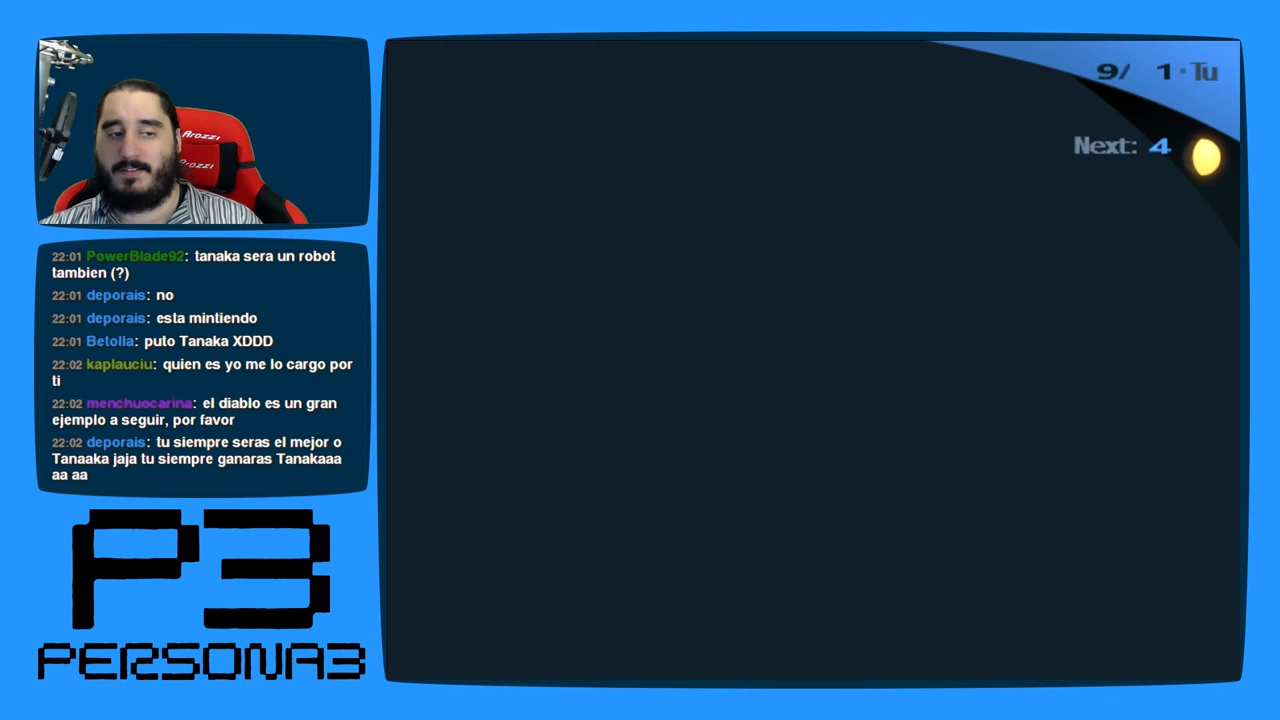 Arozzi
Arozzi
9/ 1・Tu
Next: 4
22:01 PowerBlade92: tanaka sera un robot
tambien (?)
22:01 deporais: no
22:01 deporais: esta mintiendo
22:01 Betolla: puto Tanaka XDDD
22:02 kaplauciu: quien es yo me lo cargo por
ti
22:02 menchuocarina: el diablo es un gran
ejemplo a seguir, por favor
22:02 deporais: tu siempre seras el mejor o
Tanaaka jaja tu siempre ganaras Tanakaaa
aa aa
P3
PERSONA3